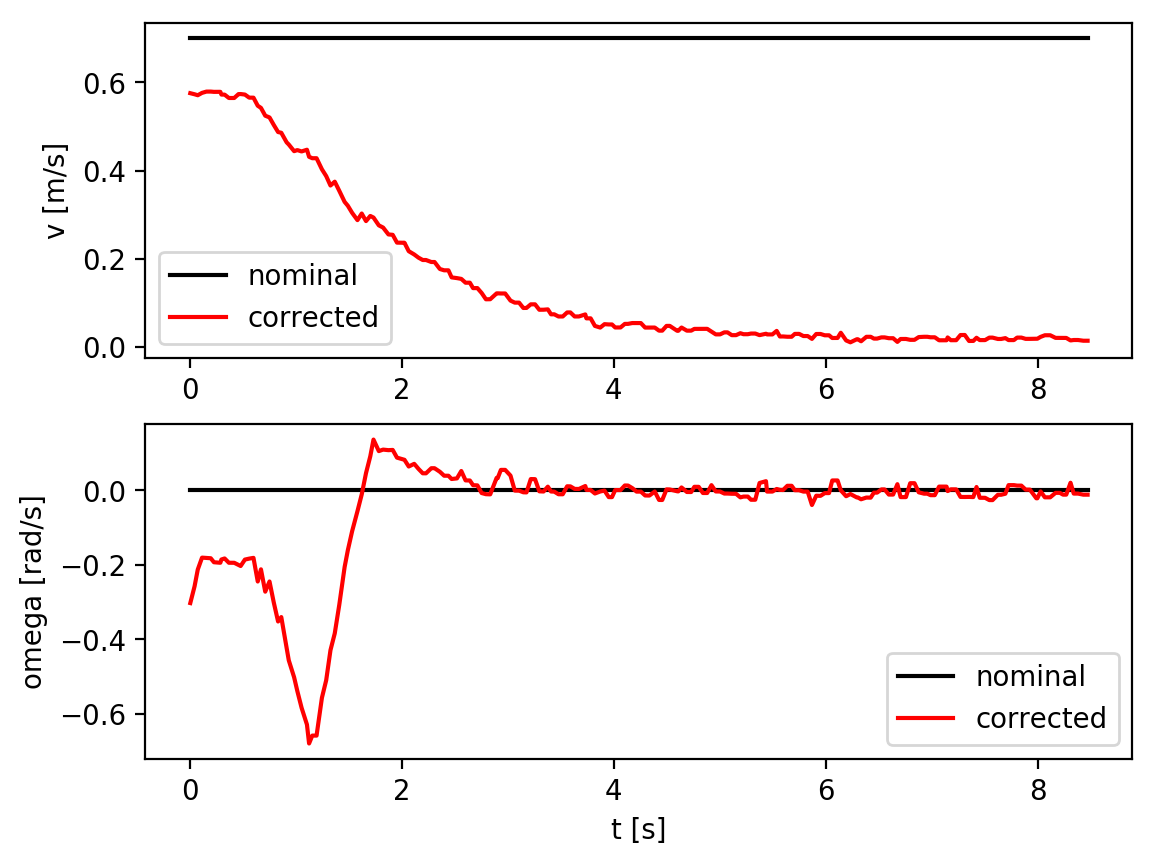 0.6
0.4
0.2
0.0
v [m/s]
nominal
corrected
0 2 4 6 8
0.0
−0.2
−0.4
−0.6
omega [rad/s]
nominal
corrected
0 2 4 6 8
t [s]